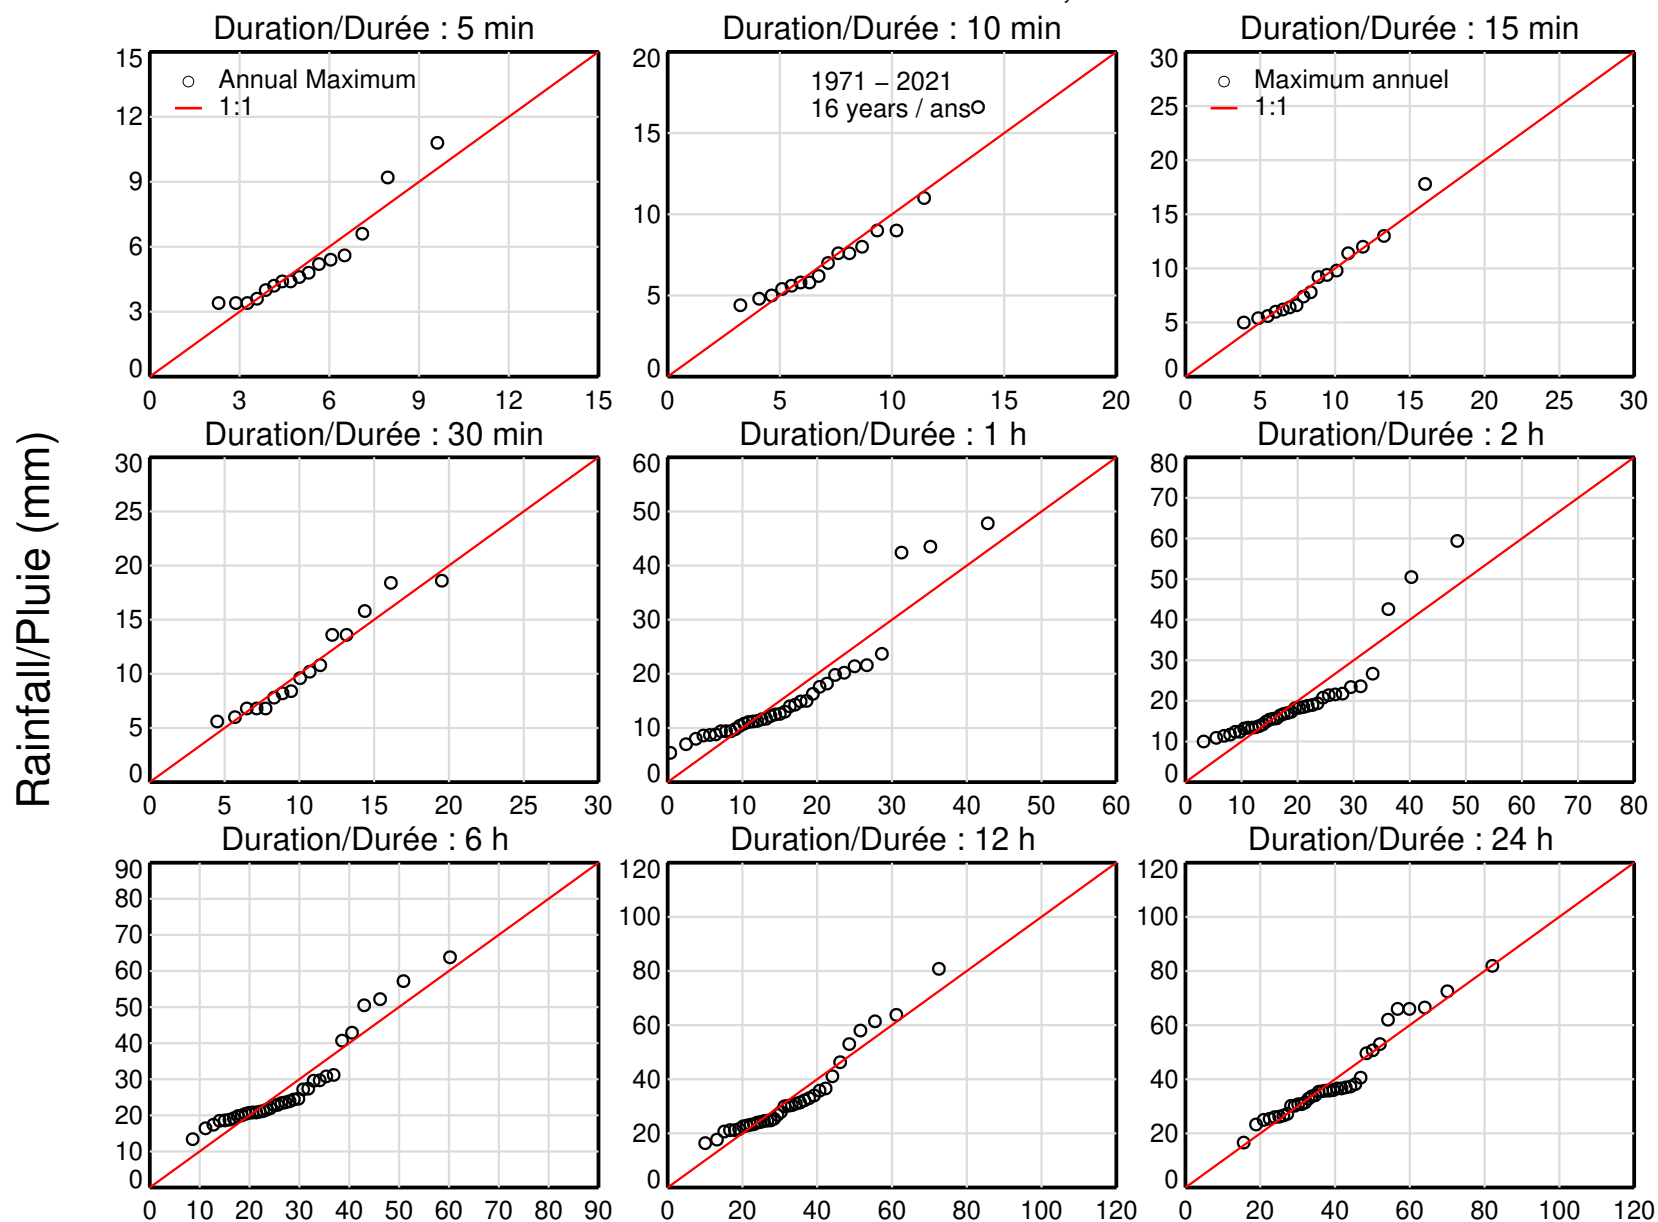 Duration/Durée : 5 min
Duration/Durée : 10 min
Duration/Durée : 15 min
15
12
9
6
3
0
0 3 6 9 12 15
Annual Maximum
1:1
20
15
10
5
0
0 5 10 15 20
1971 – 2021
16 years / ans
30
25
20
15
10
5
0
0 5 10 15 20 25 30
Maximum annuel
1:1
Rainfall/Pluie (mm)
Duration/Durée : 30 min
Duration/Durée : 1 h
Duration/Durée : 2 h
30
25
20
15
10
5
0
0 5 10 15 20 25 30
60
50
40
30
20
10
0
0 10 20 30 40 50 60
80
70
60
50
40
30
20
10
0
0 10 20 30 40 50 60 70 80
Duration/Durée : 6 h
Duration/Durée : 12 h
Duration/Durée : 24 h
90
80
70
60
50
40
30
20
10
0
0 10 20 30 40 50 60 70 80 90
120
100
80
60
40
20
0
0 20 40 60 80 100 120
120
100
80
60
40
20
0
0 20 40 60 80 100 120